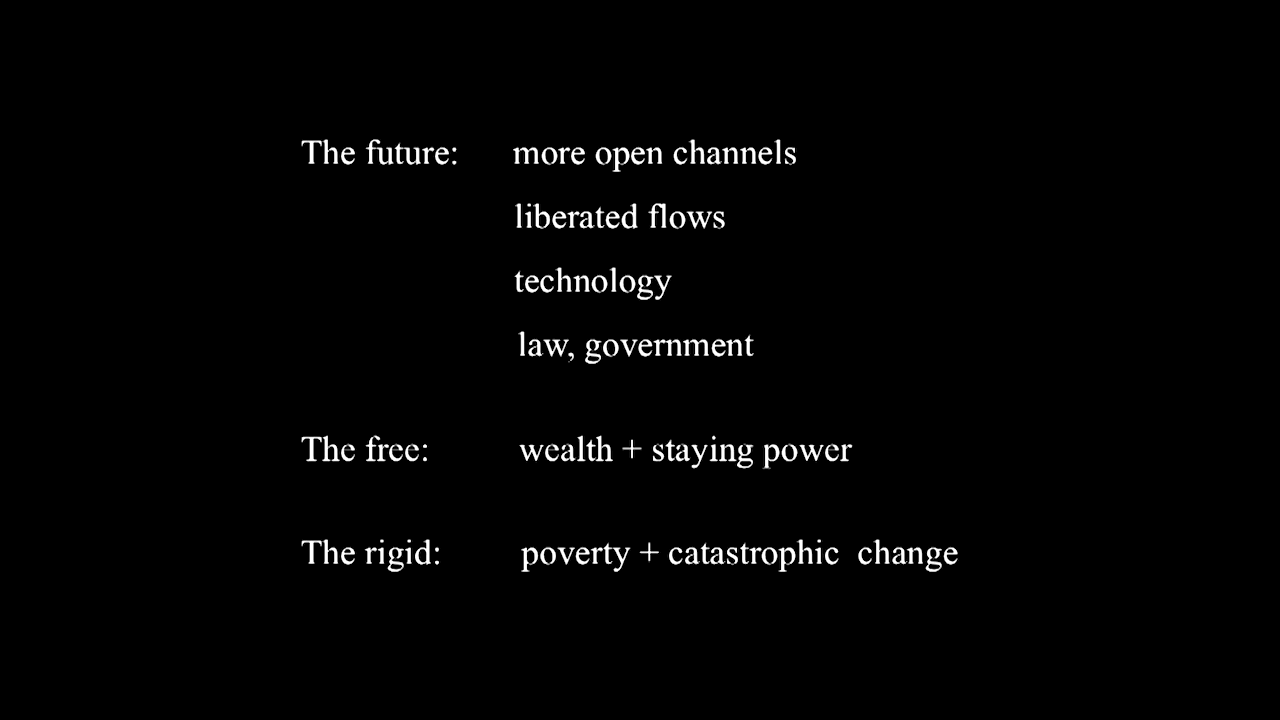 The future: more open channels
liberated flows
technology
law, government
The free: wealth + staying power
The rigid: poverty + catastrophic change